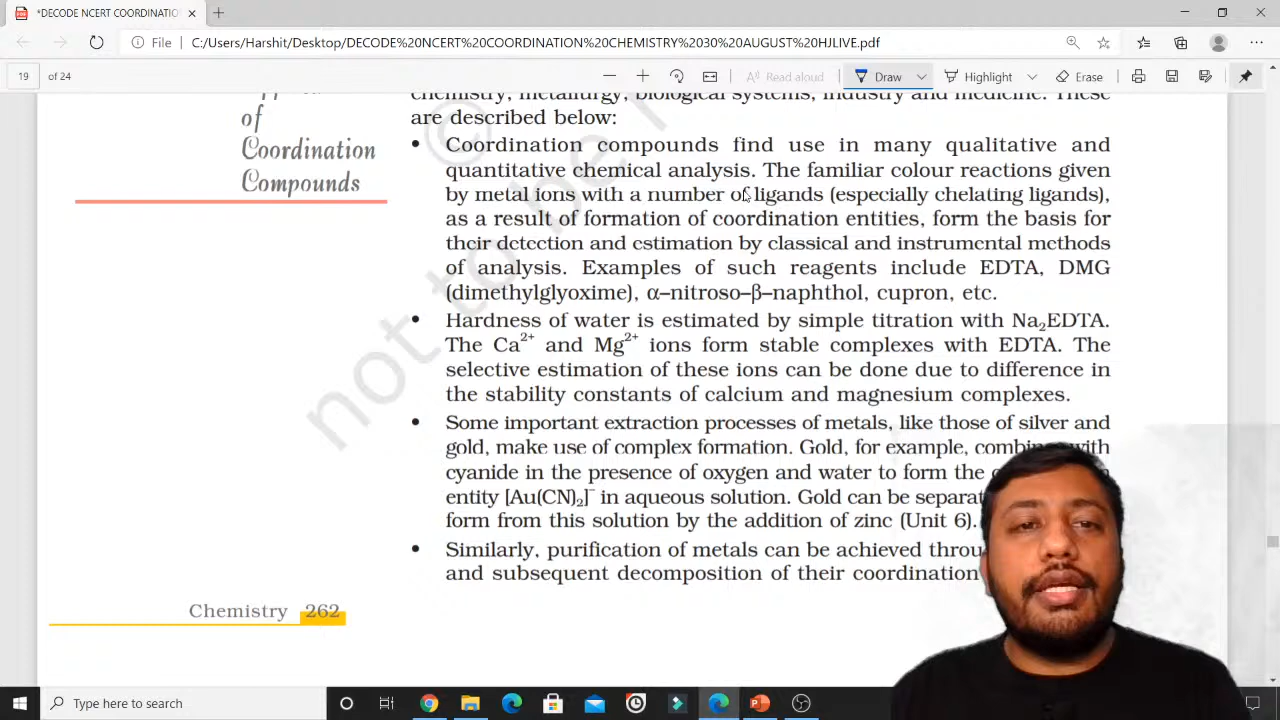 *DECODE NCERT COORDINATIO
File
C:/Users/Harshit/Desktop/DECODE%20NCERT%20COORDINATION%20CHEMISTRY%2030%20AUGUST%20HJLIVE.pdf
19 of 24
Read aloud
Draw
Highlight
Erase
of
Coordination
Compounds
chemistry, metallurgy, biological systems, industry and medicine. These
are described below:
• Coordination compounds find use in many qualitative and
quantitative chemical analysis. The familiar colour reactions given
by metal ions with a number of ligands (especially chelating ligands),
as a result of formation of coordination entities, form the basis for
their detection and estimation by classical and instrumental methods
of analysis. Examples of such reagents include EDTA, DMG
(dimethylglyoxime), α–nitroso–β–naphthol, cupron, etc.
• Hardness of water is estimated by simple titration with Na₂EDTA.
The Ca²⁺ and Mg²⁺ ions form stable complexes with EDTA. The
selective estimation of these ions can be done due to difference in
the stability constants of calcium and magnesium complexes.
• Some important extraction processes of metals, like those of silver and
gold, make use of complex formation. Gold, for example, combi with
cyanide in the presence of oxygen and water to form the
entity [Au(CN)₂]⁻ in aqueous solution. Gold can be separat
form from this solution by the addition of zinc (Unit 6).
• Similarly, purification of metals can be achieved throu
and subsequent decomposition of their coordination
© not to be r
Chemistry 262
Type here to search